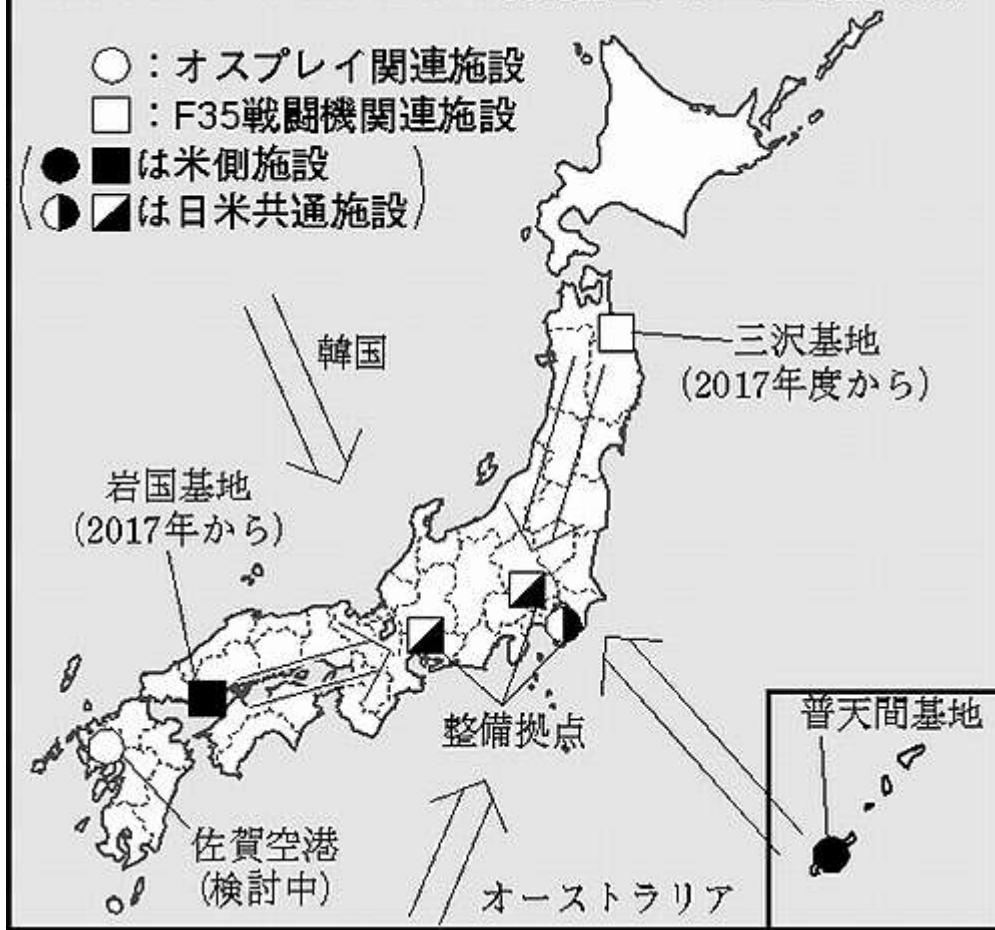 ○：オスプレイ関連施設
□：F35戦闘機関連施設
(●■は米側施設
◐◪は日米共通施設)
韓国
三沢基地
(2017年度から)
岩国基地
(2017年から)
整備拠点
普天間基地
佐賀空港
(検討中)
オーストラリア